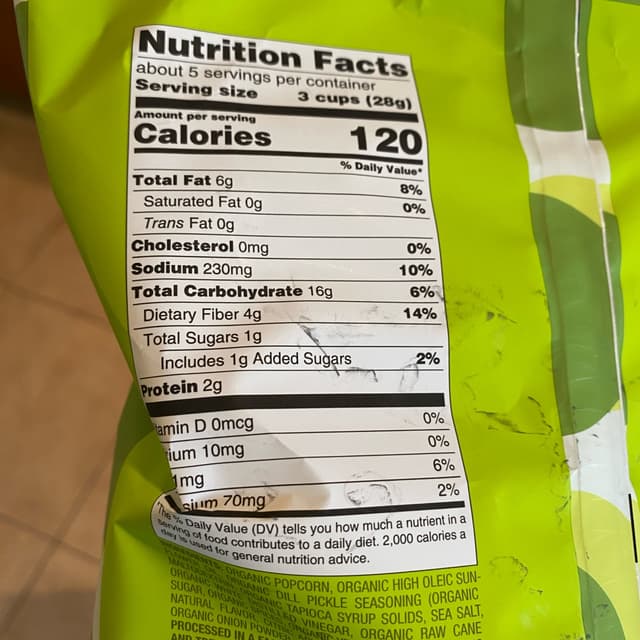 Nutrition Facts
about 5 servings per container
Serving size 3 cups (28g)
Amount per serving
Calories 120
% Daily Value*
Total Fat 6g 8%
Saturated Fat 0g 0%
Trans Fat 0g
Cholesterol 0mg 0%
Sodium 230mg 10%
Total Carbohydrate 16g 6%
Dietary Fiber 4g 14%
Total Sugars 1g
Includes 1g Added Sugars 2%
Protein 2g
amin D 0mcg 0%
ium 10mg 0%
1mg 6%
sium 70mg 2%
The % Daily Value (DV) tells you how much a nutrient in a
serving of food contributes to a daily diet. 2,000 calories a
day is used for general nutrition advice.
ORGANIC POPCORN, ORGANIC HIGH OLEIC SUN-
ORGANIC DILL PICKLE SEASONING (ORGANIC
SUGAR, TAPIOCA SYRUP SOLIDS, SEA SALT,
NATURAL FLAVOR, VINEGAR, ORGANIC RAW CANE
ORGANIC ONION POWDER,
PROCESSED IN A